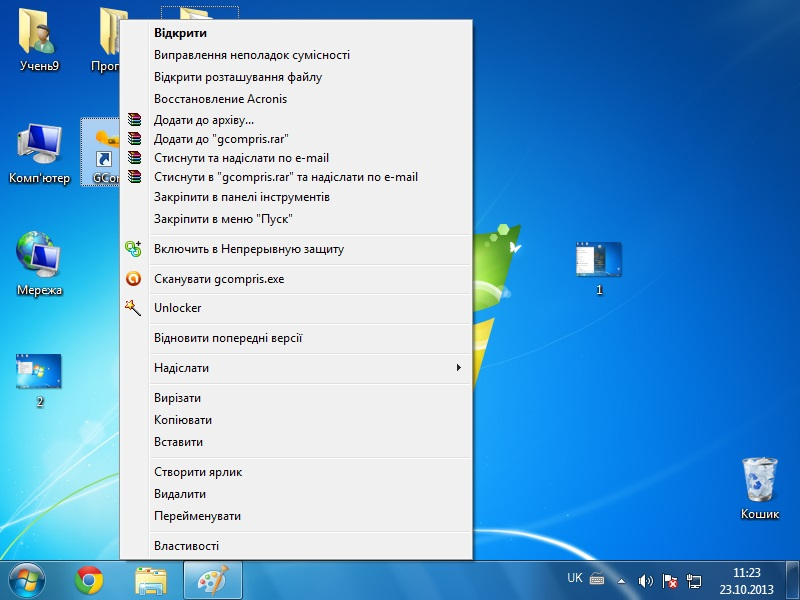 Учень9
Комп'ютер
Мережа
2
Відкрити
Виправлення неполадок сумісності
Відкрити розташування файлу
Восстановление Acronis
Додати до архіву...
Додати до "gcompris.rar"
Стиснути та надіслати по e-mail
Стиснути в "gcompris.rar" та надіслати по e-mail
Закріпити в панелі інструментів
Закріпити в меню "Пуск"
Включить в Непрерывную защиту
Сканувати gcompris.exe
Unlocker
Відновити попередні версії
Надіслати
Вирізати
Копіювати
Вставити
Створити ярлик
Видалити
Перейменувати
Властивості
1
Кошик
UK
11:23
23.10.2013